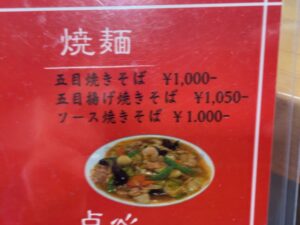 焼麺
五目焼きそば ¥1,000-
五目揚げ焼きそば ¥1,050-
ソース焼きそば ¥1.000-